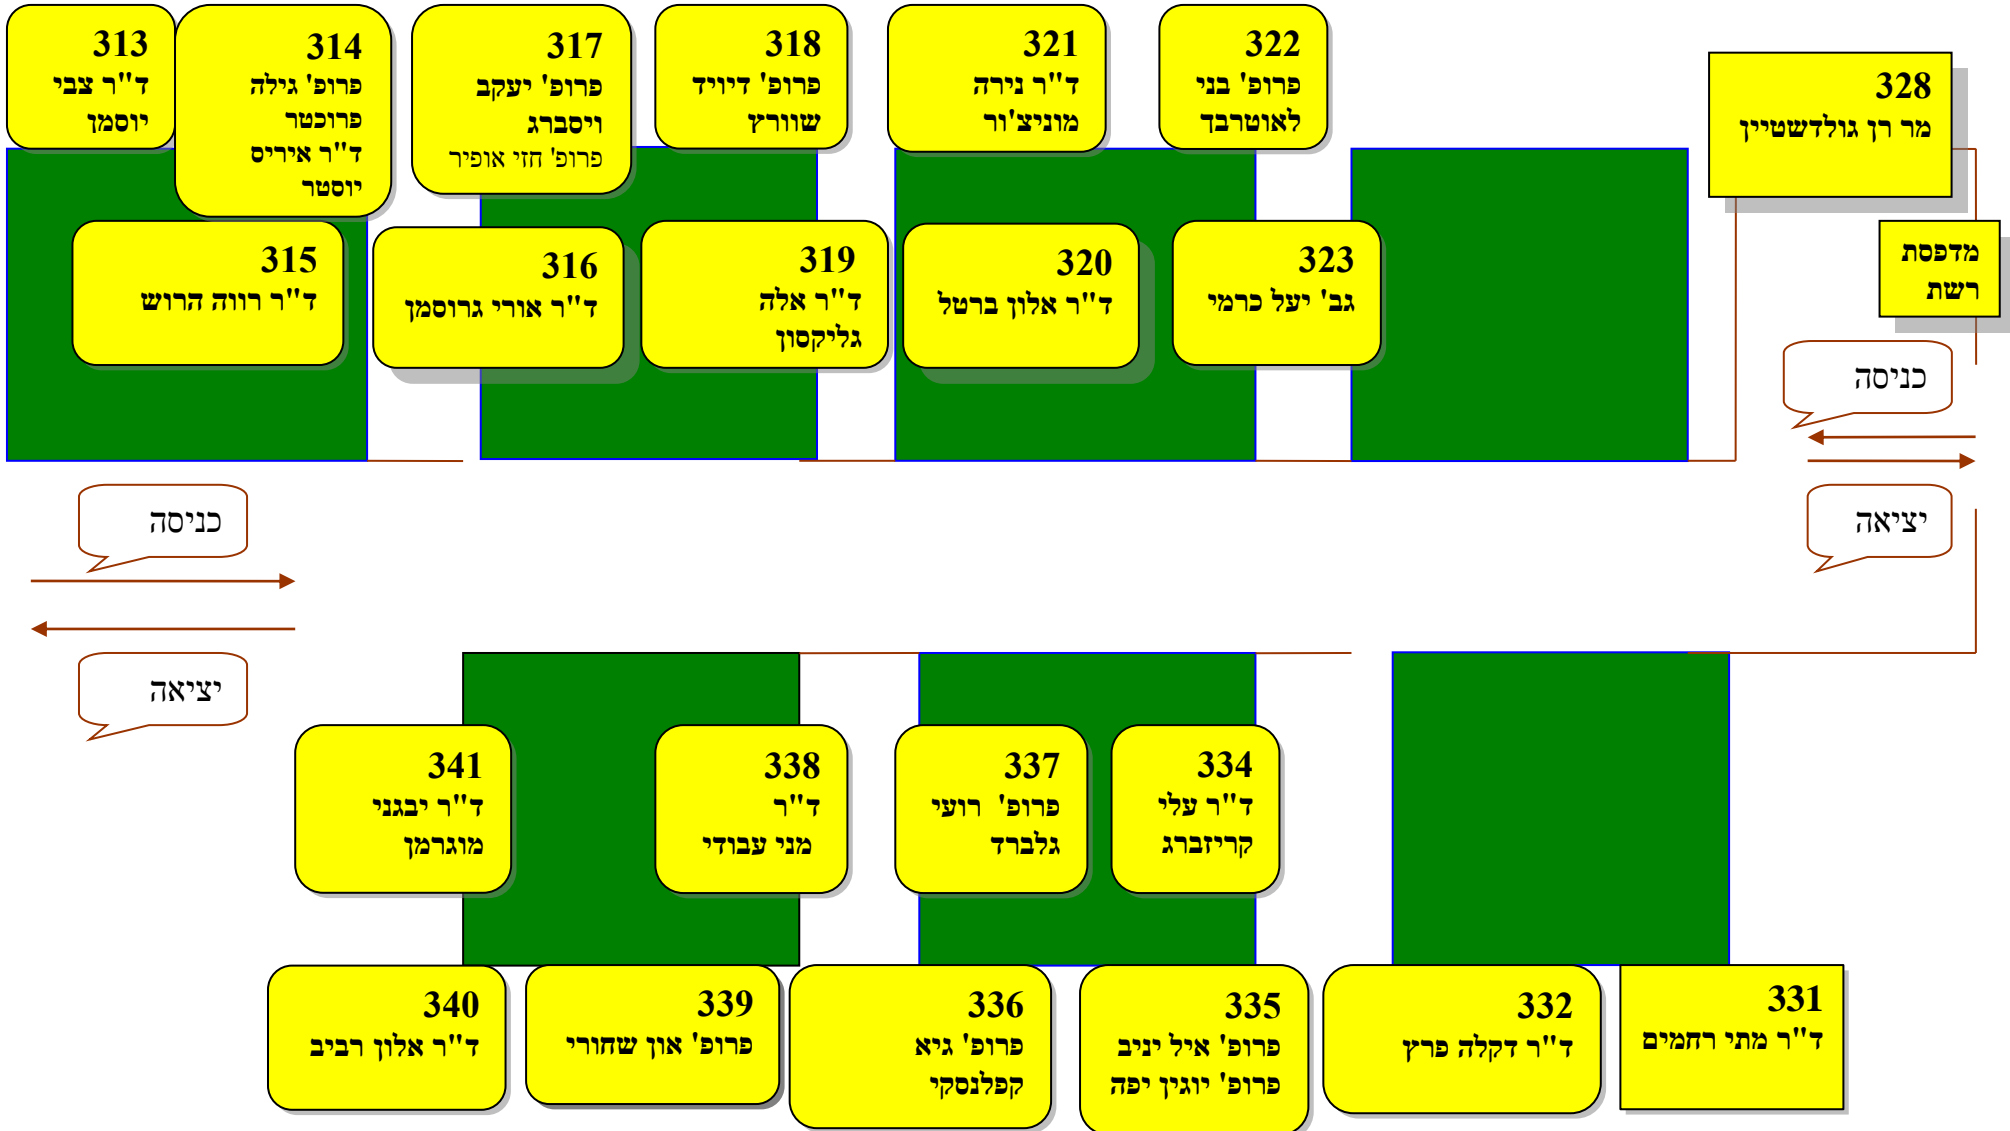 313
ד"ר צבי
יוסמן
314
פרופ' גילה
פרוכטר
ד"ר איריס
יוסטר
317
פרופ' יעקב
ויסברג
פרופ' חזי אופיר
318
פרופ' דיויד
שוורץ
321
ד"ר נירה
מוניצ'ור
322
פרופ' בני
לאוטרבך
328
מר רן גולדשטיין
315
ד"ר רווה הרוש
316
ד"ר אורי גרוסמן
319
ד"ר אלה
גליקסון
320
ד"ר אלון ברטל
323
גב' יעל כרמי
מדפסת
רשת
כניסה
יציאה
כניסה
יציאה
341
ד"ר יבגני
מוגרמן
338
ד"ר
מני עבודי
337
פרופ' רועי
גלברד
334
ד"ר עלי
קריזברג
340
ד"ר אלון רביב
339
פרופ' און שחורי
336
פרופ' גיא
קפלנסקי
335
פרופ' איל יניב
פרופ' יוגין יפה
332
ד"ר דקלה פרץ
331
ד"ר מתי רחמים